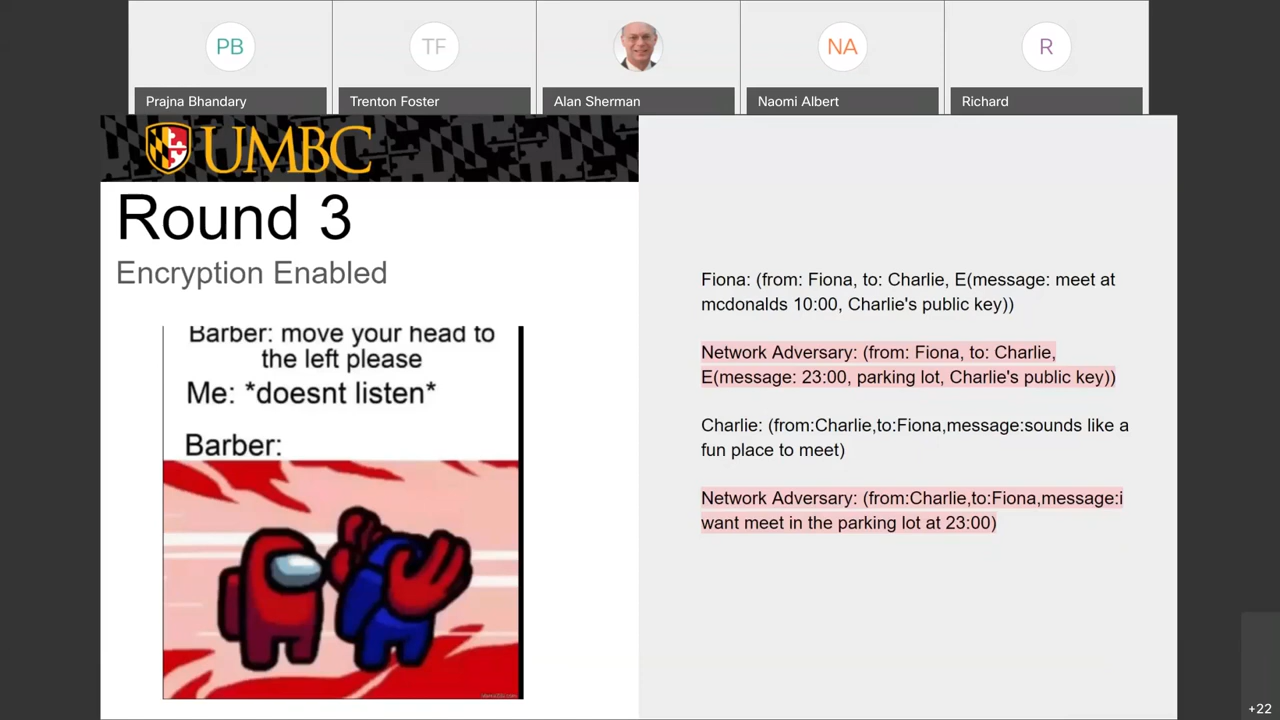 PB
TF
NA
R
Prajna Bhandary
Trenton Foster
Alan Sherman
Naomi Albert
Richard
UMBC
Round 3
Encryption Enabled
Barber: move your head to
the left please
Me: *doesnt listen*
Barber:
Fiona: (from: Fiona, to: Charlie, E(message: meet at
mcdonalds 10:00, Charlie's public key))
Network Adversary: (from: Fiona, to: Charlie,
E(message: 23:00, parking lot, Charlie's public key))
Charlie: (from:Charlie,to:Fiona,message:sounds like a
fun place to meet)
Network Adversary: (from:Charlie,to:Fiona,message:i
want meet in the parking lot at 23:00)
+22